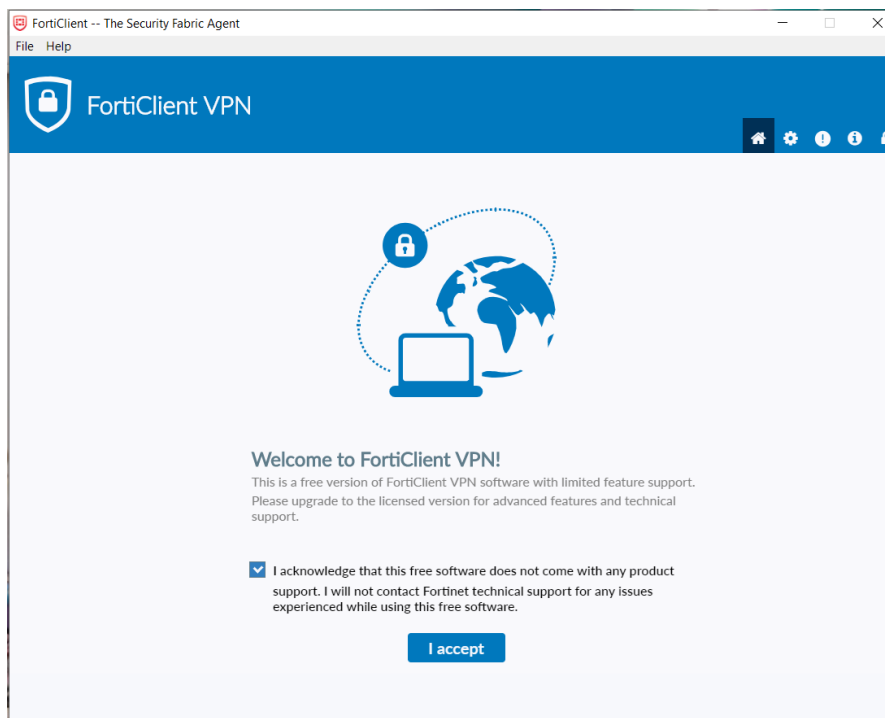 FortiClient -- The Security Fabric Agent
File Help
FortiClient VPN
Welcome to FortiClient VPN!
This is a free version of FortiClient VPN software with limited feature support.
Please upgrade to the licensed version for advanced features and technical
support.
I acknowledge that this free software does not come with any product
support. I will not contact Fortinet technical support for any issues
experienced while using this free software.
I accept